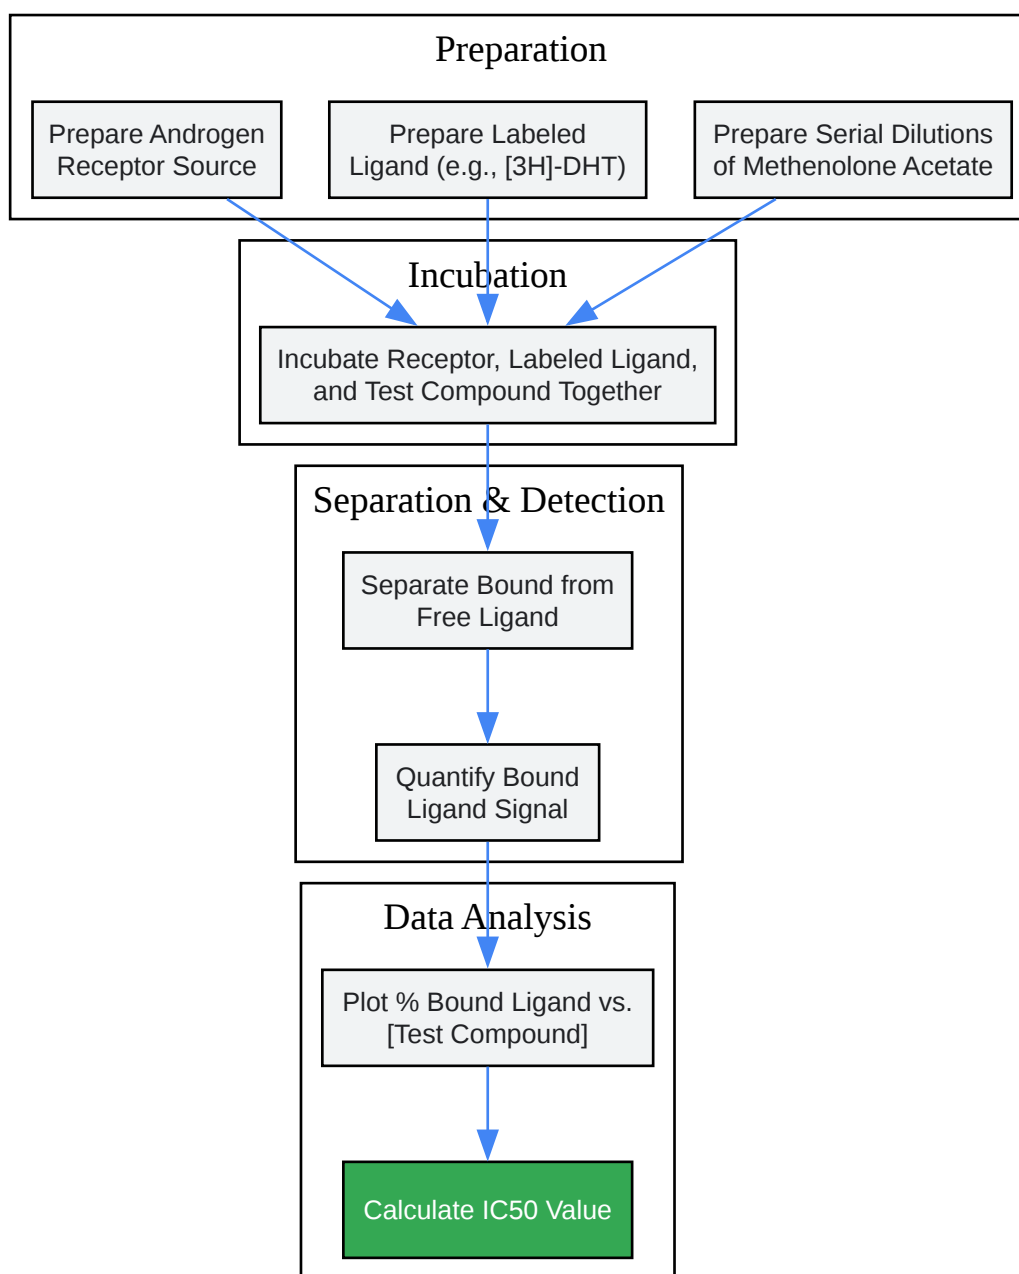 Preparation
Prepare Androgen
Receptor Source
Prepare Labeled
Ligand (e.g., [3H]-DHT)
Prepare Serial Dilutions
of Methenolone Acetate
Incubation
Incubate Receptor, Labeled Ligand,
and Test Compound Together
Separation & Detection
Separate Bound from
Free Ligand
Quantify Bound
Ligand Signal
Data Analysis
Plot % Bound Ligand vs.
[Test Compound]
Calculate IC50 Value